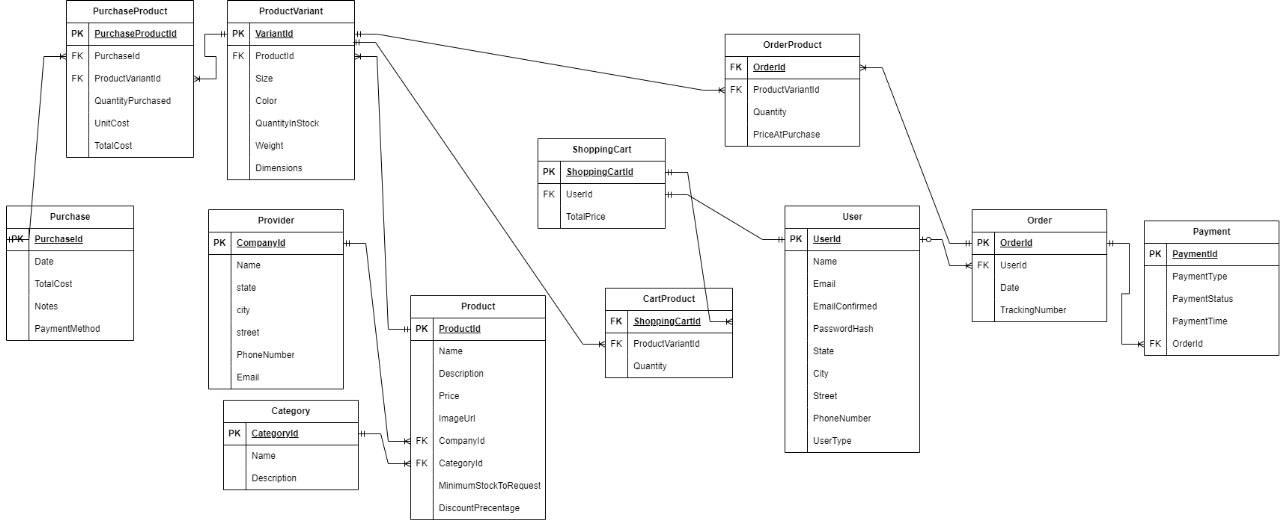 PurchaseProduct
PK PurchaseProductId
FK PurchaseId
FK ProductVariantId
QuantityPurchased
UnitCost
TotalCost
ProductVariant
PK VariantId
FK ProductId
Size
Color
QuantityInStock
Weight
Dimensions
OrderProduct
FK OrderId
FK ProductVariantId
Quantity
PriceAtPurchase
ShoppingCart
PK ShoppingCartId
FK UserId
TotalPrice
Purchase
PK PurchaseId
Date
TotalCost
Notes
PaymentMethod
Provider
PK CompanyId
Name
state
city
street
PhoneNumber
Email
User
PK UserId
Name
Email
EmailConfirmed
PasswordHash
State
City
Street
PhoneNumber
UserType
Order
PK OrderId
FK UserId
Date
TrackingNumber
Payment
PK PaymentId
PaymentType
PaymentStatus
PaymentTime
FK OrderId
CartProduct
FK ShoppingCartId
FK ProductVariantId
Quantity
Product
PK ProductId
Name
Description
Price
ImageUrl
FK CompanyId
FK CategoryId
MinimumStockToRequest
DiscountPrecentage
Category
PK CategoryId
Name
Description